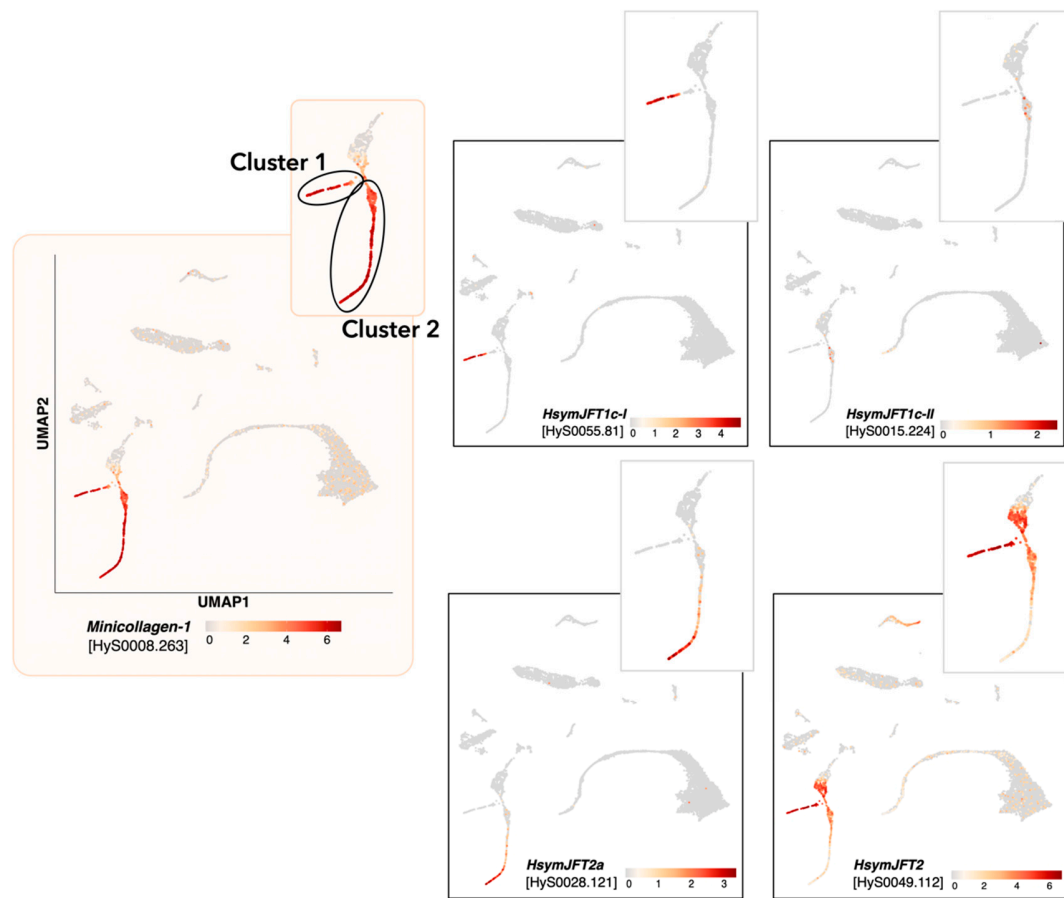 Cluster 1
Cluster 2
UMAP2
UMAP1
Minicollagen-1
[HyS0008.263]
0 2 4 6
HsymJFT1c-I
[HyS0055.81]
0 1 2 3 4
HsymJFT1c-II
[HyS0015.224]
0 1 2
HsymJFT2a
[HyS0028.121]
0 1 2 3
HsymJFT2
[HyS0049.112]
0 2 4 6